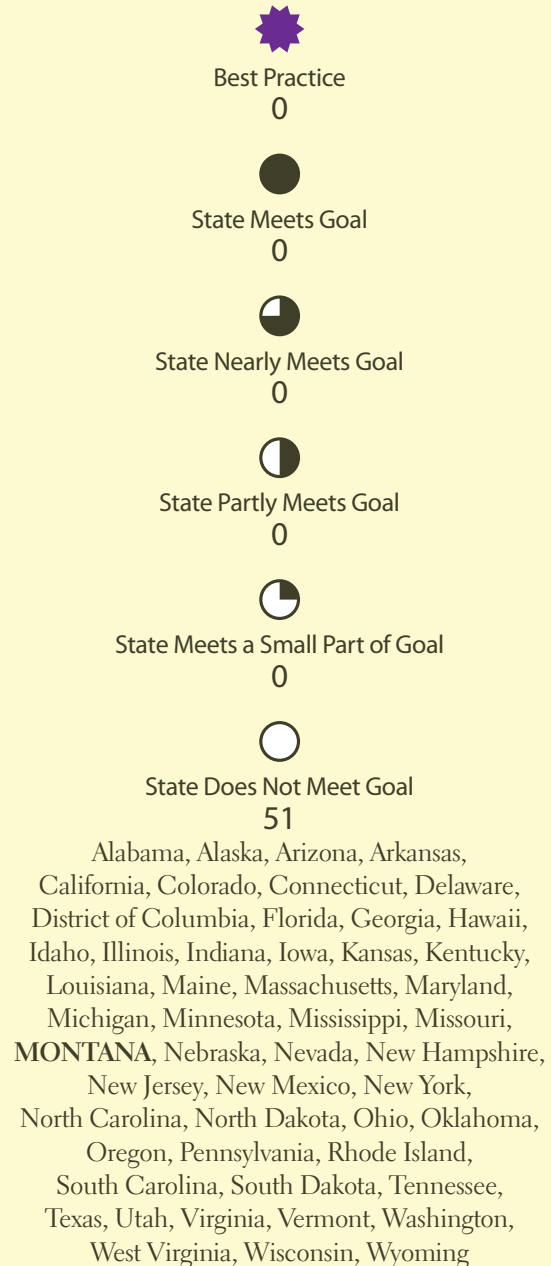 Best Practice
0
State Meets Goal
0
State Nearly Meets Goal
0
State Partly Meets Goal
0
State Meets a Small Part of Goal
0
State Does Not Meet Goal
51
Alabama, Alaska, Arizona, Arkansas,
California, Colorado, Connecticut, Delaware,
District of Columbia, Florida, Georgia, Hawaii,
Idaho, Illinois, Indiana, Iowa, Kansas, Kentucky,
Louisiana, Maine, Massachusetts, Maryland,
Michigan, Minnesota, Mississippi, Missouri,
MONTANA, Nebraska, Nevada, New Hampshire,
New Jersey, New Mexico, New York,
North Carolina, North Dakota, Ohio, Oklahoma,
Oregon, Pennsylvania, Rhode Island,
South Carolina, South Dakota, Tennessee,
Texas, Utah, Virginia, Vermont, Washington,
West Virginia, Wisconsin, Wyoming